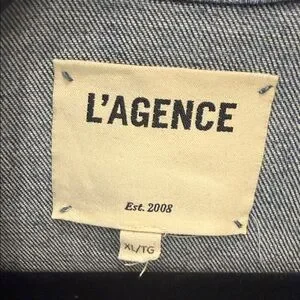 L'AGENCE
Est. 2008
XL/TG